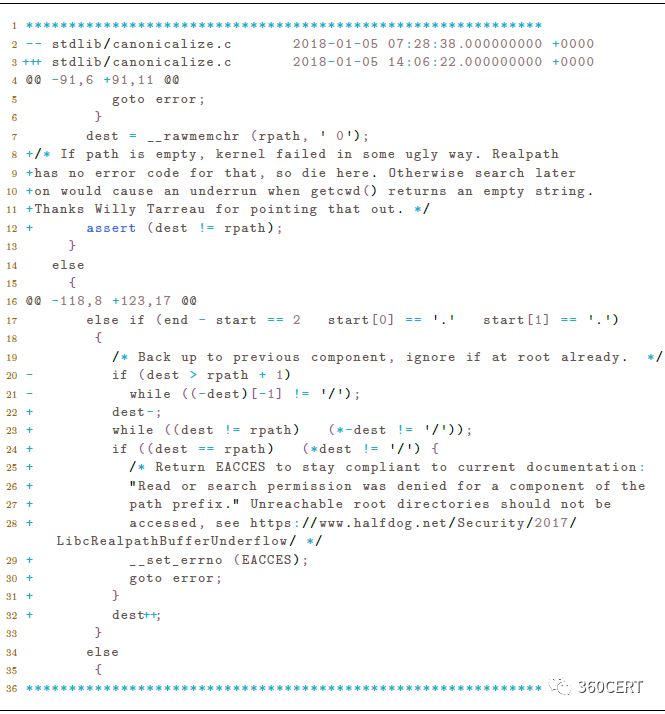 1 ************************************************************
2 -- stdlib/canonicalize.c 2018-01-05 07:28:38.000000000 +0000
3 +++ stdlib/canonicalize.c 2018-01-05 14:06:22.000000000 +0000
4 @@ -91,6 +91,11 @@
5 goto error;
6 }
7 dest = __rawmemchr (rpath, ' 0');
8 +/* If path is empty, kernel failed in some ugly way. Realpath
9 +has no error code for that, so die here. Otherwise search later
10 +on would cause an underrun when getcwd() returns an empty string.
11 +Thanks Willy Tarreau for pointing that out. */
12 + assert (dest != rpath);
13 }
14 else
15 {
16 @@ -118,8 +123,17 @@
17 else if (end - start == 2 start[0] == '.' start[1] == '.')
18 {
19 /* Back up to previous component, ignore if at root already. */
20 - if (dest > rpath + 1)
21 - while ((-dest)[-1] != '/');
22 + dest-;
23 + while ((dest != rpath) (*-dest != '/'));
24 + if ((dest == rpath) (*dest != '/') {
25 + /* Return EACCES to stay compliant to current documentation:
26 + "Read or search permission was denied for a component of the
27 + path prefix." Unreachable root directories should not be
28 + accessed, see https://www.halfdog.net/Security/2017/
LibcRealpathBufferUnderflow/ */
29 + __set_errno (EACCES);
30 + goto error;
31 + }
32 + dest++;
33 }
34 else
35 {
36 ************************************************************
360CERT